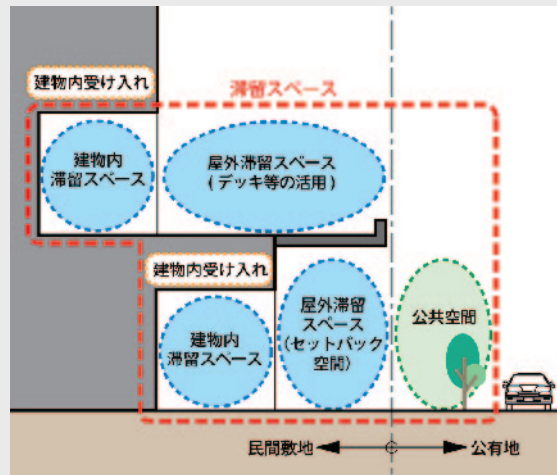 建物内受け入れ
滞留スペース
建物内
滞留スペース
屋外滞留スペース
(デッキ等の活用)
建物内受け入れ
建物内
滞留スペース
屋外滞留
スペース
(セットバック
空間)
公共空間
民間敷地
公有地